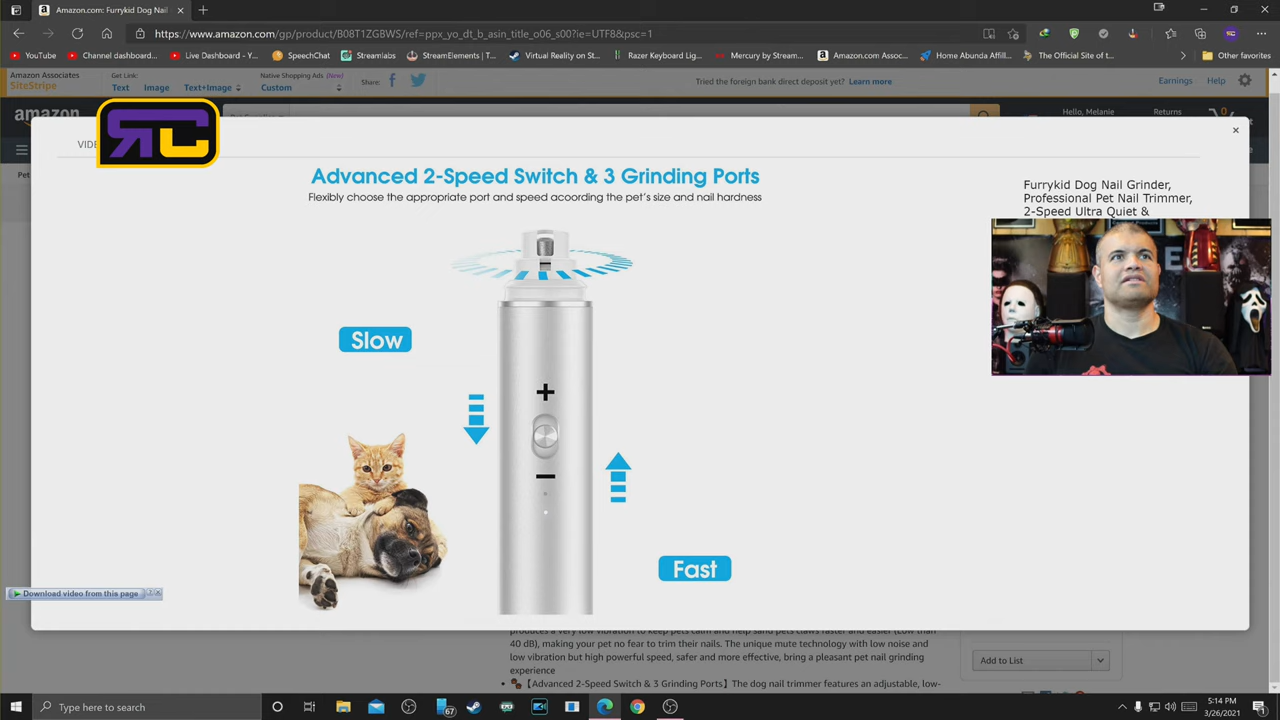 Amazon.com: Furrykid Dog Nail
https://www.amazon.com/gp/product/B08T1ZGBWS/ref=ppx_yo_dt_b_asin_title_o06_s00?ie=UTF8&psc=1
YouTube
Channel dashboard...
Live Dashboard - Y...
SpeechChat
Streamlabs
Streamelements
Virtual Reality on St...
Razer Keyboard Ligh...
Mercury by Stream...
Amazon.com Assoc...
Home Abunda Affill...
The Official Site of t...
Other favorites
Amazon Associates
SiteStripe
Get Link:
Text Image Text+Image
Native Shopping Ads (New)
Custom
Share:
Tried the foreign bank direct deposit yet? Learn more
Earnings
Help
amazon
Hello, Melanie
Returns
0
RC
Pet
Advanced 2-Speed Switch & 3 Grinding Ports
Flexibly choose the appropriate port and speed acoording the pet's size and nail hardness
Furrykid Dog Nail Grinder,
Professional Pet Nail Trimmer,
2-Speed Ultra Quiet &
Slow
+
−
Fast
Download video from this page
produces a very low vibration to keep pets calm and help sand pets claws faster and easier (Low than
40 dB), making your pet no fear to trim their nails. The unique mute technology with low noise and
low vibration but high powerful speed, safer and more effective, bring a pleasant pet nail grinding
experience
【Advanced 2-Speed Switch & 3 Grinding Ports】The dog nail trimmer features an adjustable, low-
Add to List
Type here to search
67
5:14 PM
3/26/2021